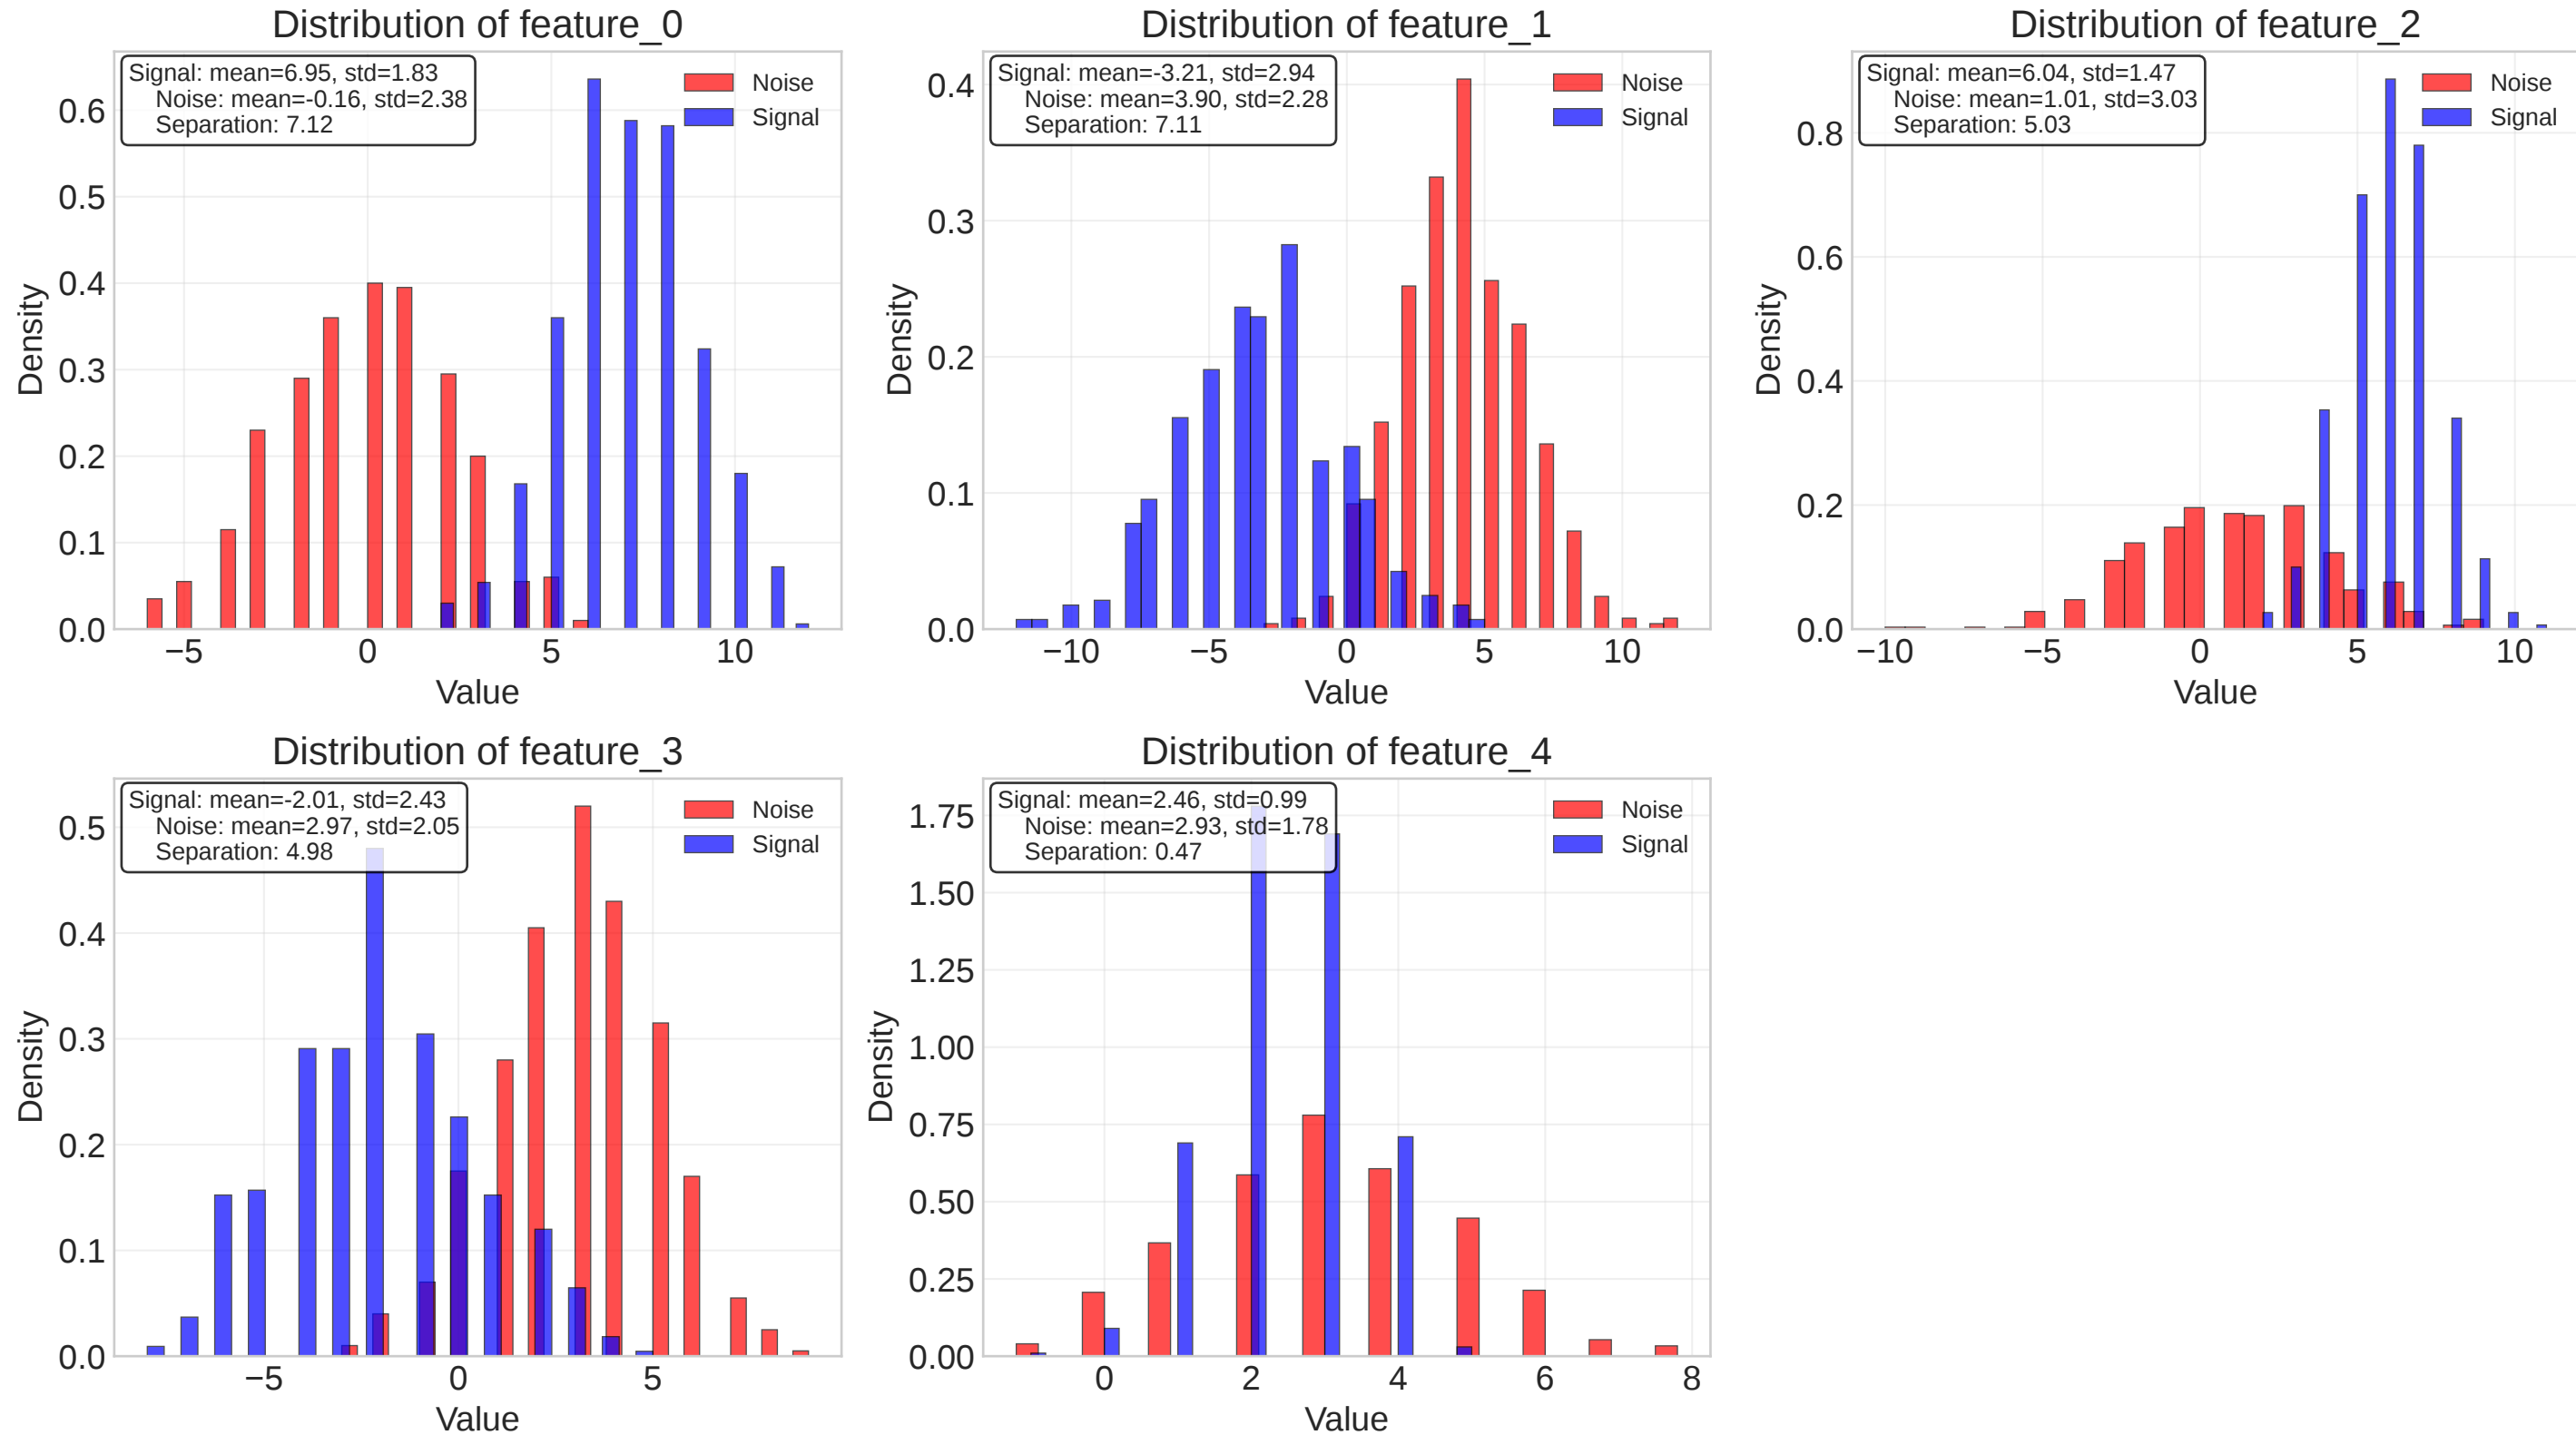 Distribution of feature_0
Signal: mean=6.95, std=1.83
Noise: mean=-0.16, std=2.38
Separation: 7.12
Noise
Signal
Density
0.6
0.5
0.4
0.3
0.2
0.1
0.0
−5 0 5 10
Value
Distribution of feature_1
Signal: mean=-3.21, std=2.94
Noise: mean=3.90, std=2.28
Separation: 7.11
Noise
Signal
Density
0.4
0.3
0.2
0.1
0.0
−10 −5 0 5 10
Value
Distribution of feature_2
Signal: mean=6.04, std=1.47
Noise: mean=1.01, std=3.03
Separation: 5.03
Noise
Signal
Density
0.8
0.6
0.4
0.2
0.0
−10 −5 0 5 10
Value
Distribution of feature_3
Signal: mean=-2.01, std=2.43
Noise: mean=2.97, std=2.05
Separation: 4.98
Noise
Signal
Density
0.5
0.4
0.3
0.2
0.1
0.0
−5 0 5
Value
Distribution of feature_4
Signal: mean=2.46, std=0.99
Noise: mean=2.93, std=1.78
Separation: 0.47
Noise
Signal
Density
1.75
1.50
1.25
1.00
0.75
0.50
0.25
0.00
0 2 4 6 8
Value